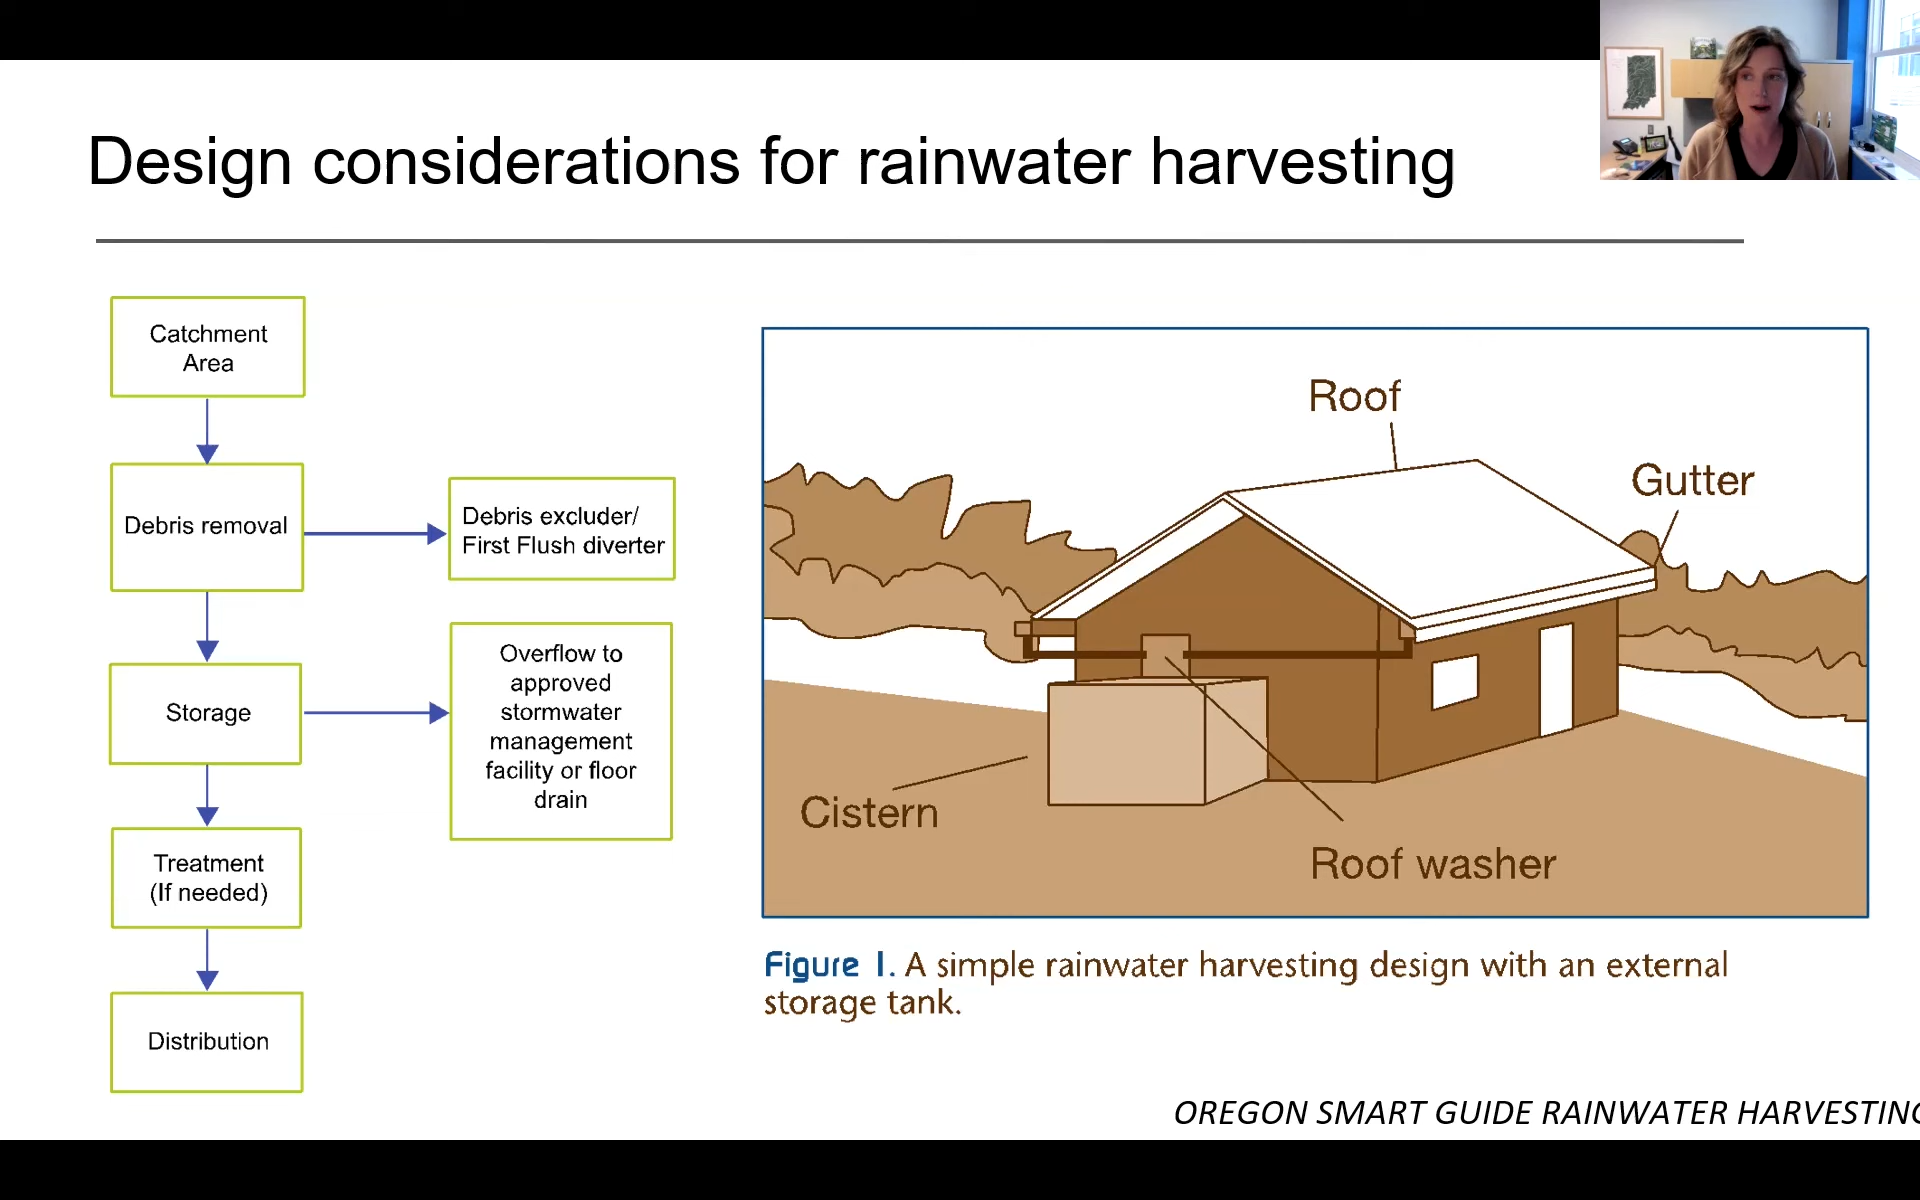 Design considerations for rainwater harvesting
Catchment
Area
Debris removal
Debris excluder/
First Flush diverter
Storage
Overflow to
approved
stormwater
management
facility or floor
drain
Treatment
(If needed)
Distribution
Roof
Gutter
Cistern
Roof washer
Figure 1. A simple rainwater harvesting design with an external
storage tank.
OREGON SMART GUIDE RAINWATER HARVESTING